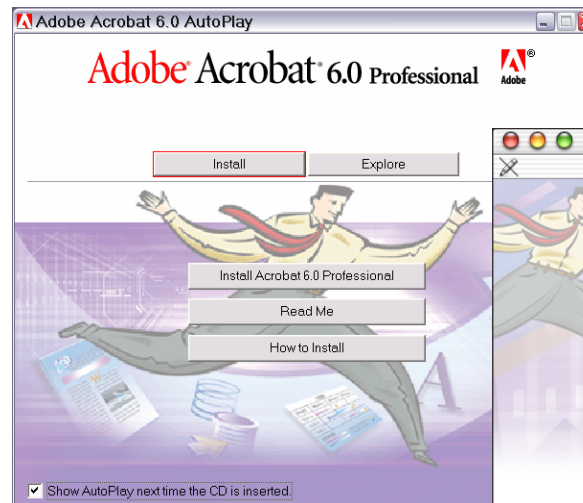 Adobe Acrobat 6.0 AutoPlay
Adobe® Acrobat® 6.0 Professional
Adobe®
Install
Explore
Install Acrobat 6.0 Professional
Read Me
How to Install
Show AutoPlay next time the CD is inserted.